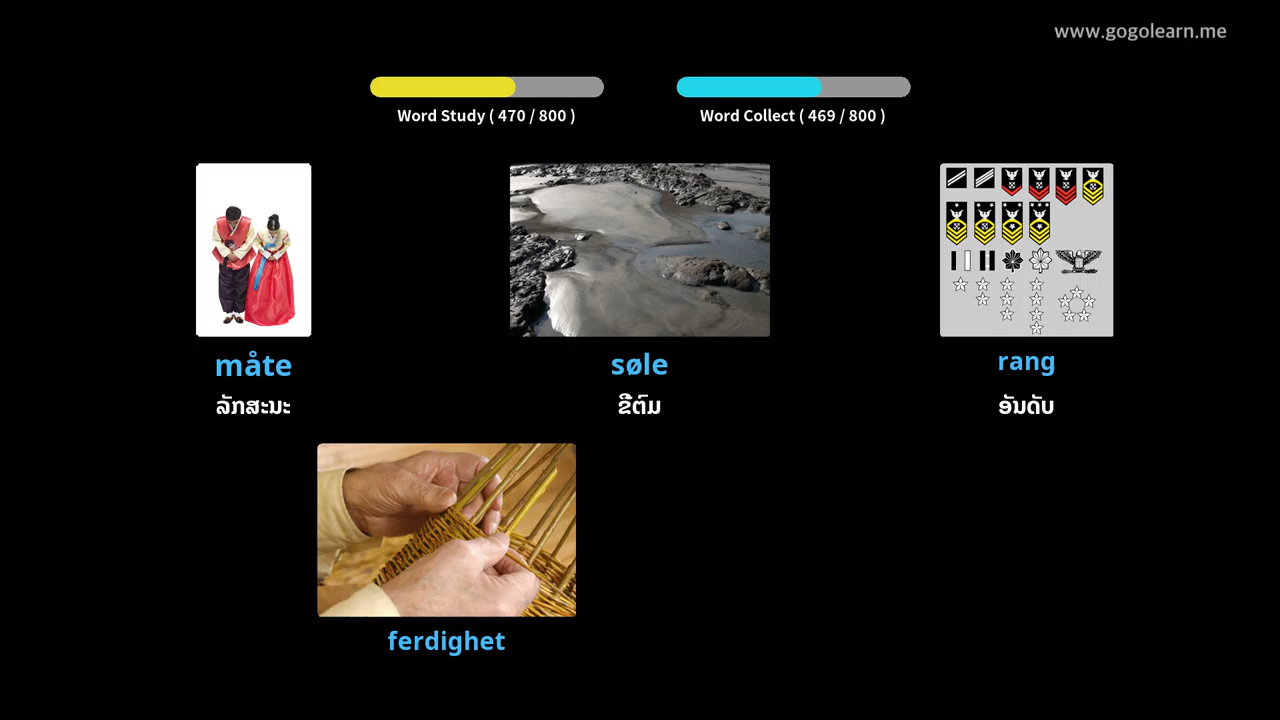 www.gogolearn.me
Word Study ( 470 / 800 )
Word Collect ( 469 / 800 )
måte
søle
rang
ລັກສະນະ
ຂີ້ຕົມ
ອັນດັບ
ferdighet